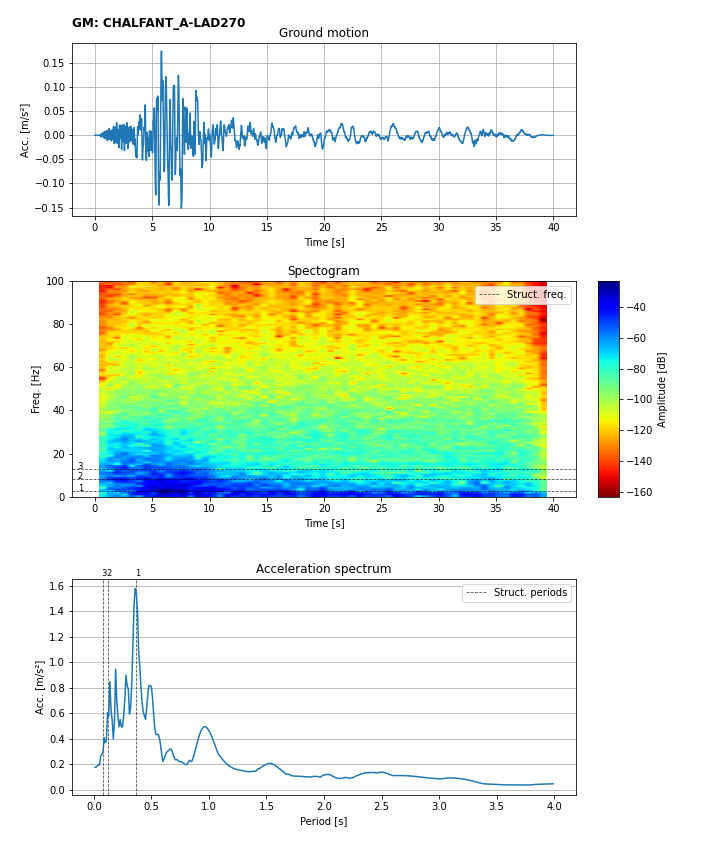 GM: CHALFANT_A-LAD270
Ground motion
Acc. [m/s²]
0.15
0.10
0.05
0.00
−0.05
−0.10
−0.15
0 5 10 15 20 25 30 35 40
Time [s]
Spectogram
Freq. [Hz]
100
80
60
40
20
0
Struct. freq.
3
2
1
0 5 10 15 20 25 30 35 40
Time [s]
−40
−60
−80
−100
−120
−140
−160
Amplitude [dB]
Acceleration spectrum
3 2 1
Acc. [m/s²]
1.6
1.4
1.2
1.0
0.8
0.6
0.4
0.2
0.0
Struct. periods
0.0 0.5 1.0 1.5 2.0 2.5 3.0 3.5 4.0
Period [s]